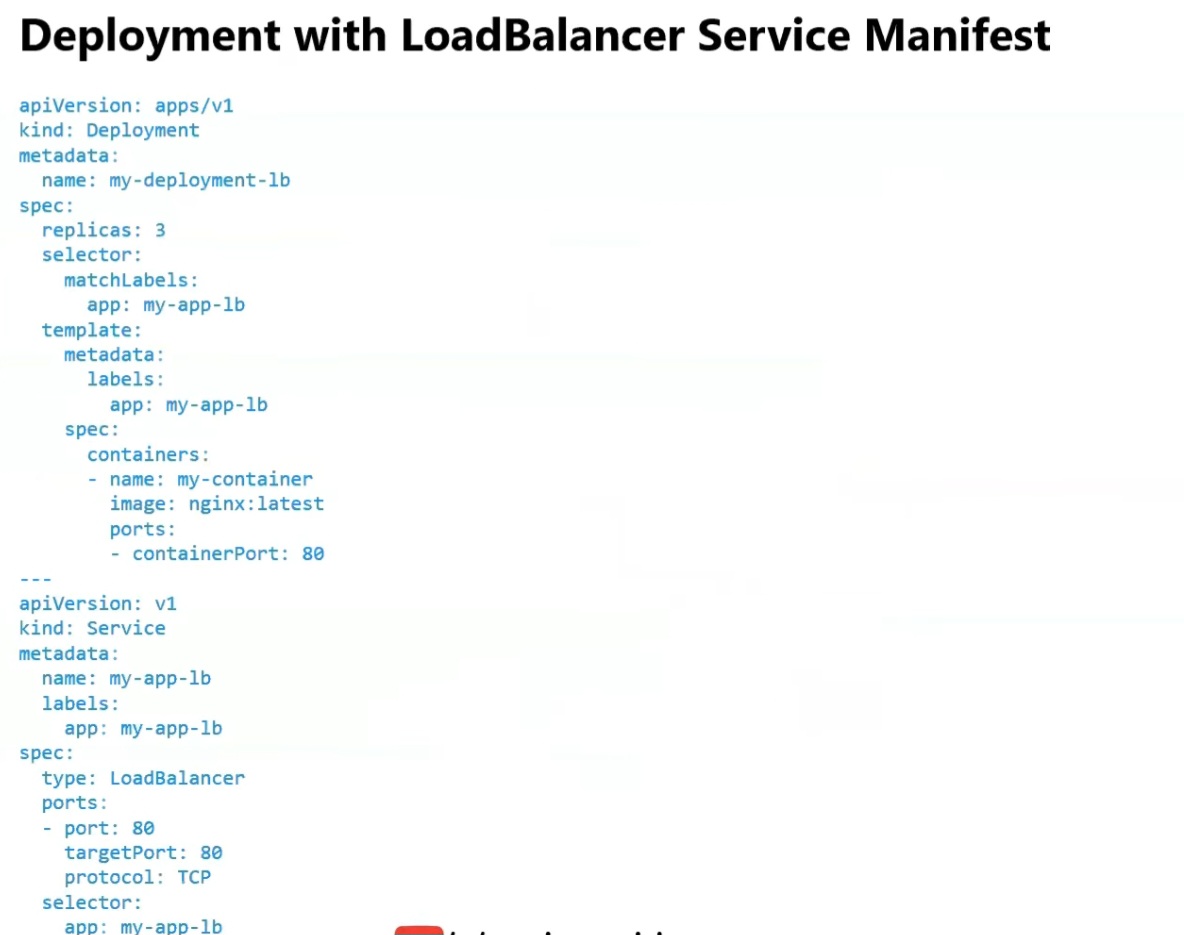 Deployment with LoadBalancer Service Manifest
apiVersion: apps/v1
kind: Deployment
metadata:
  name: my-deployment-lb
spec:
  replicas: 3
  selector:
    matchLabels:
      app: my-app-lb
  template:
    metadata:
      labels:
        app: my-app-lb
    spec:
      containers:
      - name: my-container
        image: nginx:latest
        ports:
        - containerPort: 80
---
apiVersion: v1
kind: Service
metadata:
  name: my-app-lb
  labels:
    app: my-app-lb
spec:
  type: LoadBalancer
  ports:
  - port: 80
    targetPort: 80
    protocol: TCP
  selector:
    app: my-app-lb